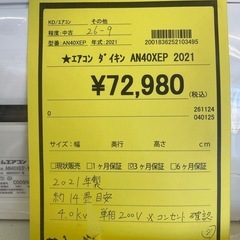 KD/エアコン その他
程度:中古 26-9
型番:AN40XEP 年式:2021
2001836252103495
★エアコン ダイキン AN40XEP 2021
¥72,980(税込)
261124
040125
サイズ:幅 奥行 高さ cm
□現状販売 □1ヶ月保証 □3ヶ月保証 □6ヶ月保証
2021年製
約14畳目安
4.0kv 単相200V ※コンセント確認